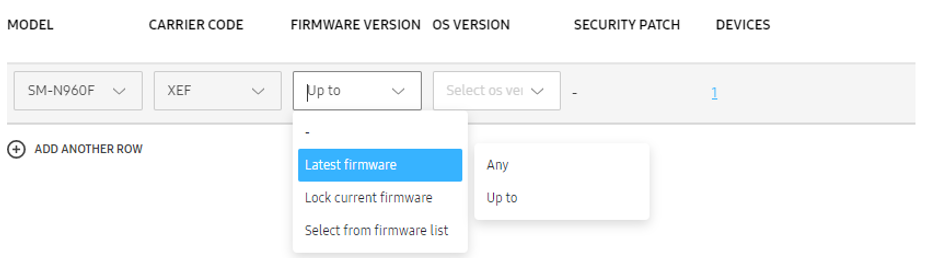 MODEL CARRIER CODE FIRMWARE VERSION OS VERSION SECURITY PATCH DEVICES
SM-N960F XEF Up to Select os ver - 1
-
ADD ANOTHER ROW
Latest firmware Any
Lock current firmware Up to
Select from firmware list